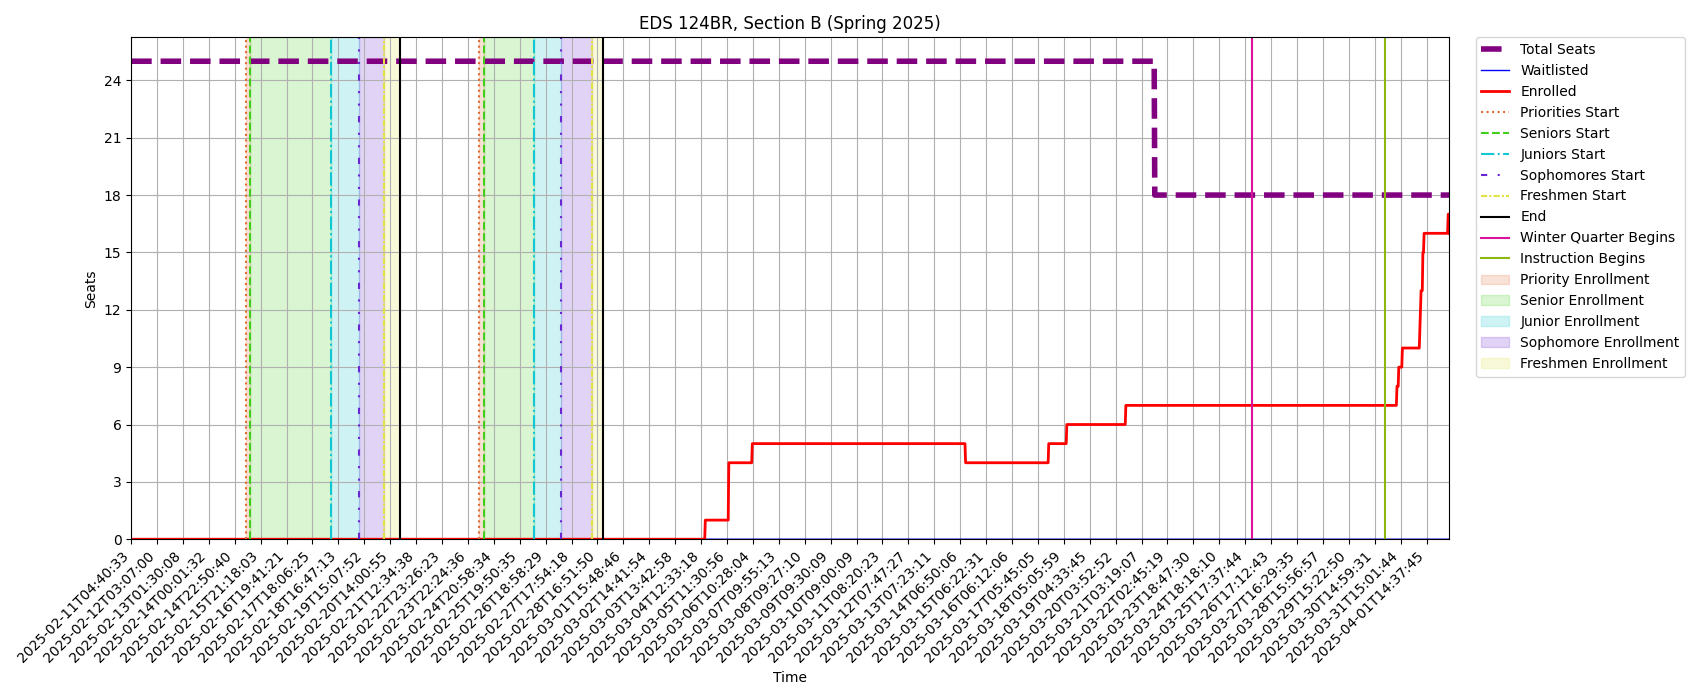 EDS 124BR, Section B (Spring 2025)
Seats
24
21
18
15
12
9
6
3
0
2025-02-11T04:40:33
2025-02-12T03:07:00
2025-02-13T01:30:08
2025-02-14T00:01:32
2025-02-14T22:50:40
2025-02-15T21:18:03
2025-02-16T19:41:21
2025-02-17T18:06:25
2025-02-18T16:47:13
2025-02-19T15:07:52
2025-02-20T14:00:55
2025-02-21T12:34:38
2025-02-22T23:26:23
2025-02-23T22:24:36
2025-02-24T20:58:34
2025-02-25T19:50:35
2025-02-26T18:58:29
2025-02-27T17:54:18
2025-02-28T16:51:50
2025-03-01T15:48:46
2025-03-02T14:41:54
2025-03-03T13:42:58
2025-03-04T12:33:18
2025-03-05T11:30:56
2025-03-06T10:28:04
2025-03-07T09:55:13
2025-03-08T09:27:10
2025-03-09T09:30:09
2025-03-10T09:00:09
2025-03-11T08:20:23
2025-03-12T07:47:27
2025-03-13T07:23:11
2025-03-14T06:50:06
2025-03-15T06:22:31
2025-03-16T06:12:06
2025-03-17T05:45:05
2025-03-18T05:05:59
2025-03-19T04:33:45
2025-03-20T03:52:52
2025-03-21T03:19:07
2025-03-22T02:45:19
2025-03-23T18:47:30
2025-03-24T18:18:10
2025-03-25T17:37:44
2025-03-26T17:12:43
2025-03-27T16:29:35
2025-03-28T15:56:57
2025-03-29T15:22:50
2025-03-30T14:59:31
2025-03-31T15:01:44
2025-04-01T14:37:45
Time
Total Seats
Waitlisted
Enrolled
Priorities Start
Seniors Start
Juniors Start
Sophomores Start
Freshmen Start
End
Winter Quarter Begins
Instruction Begins
Priority Enrollment
Senior Enrollment
Junior Enrollment
Sophomore Enrollment
Freshmen Enrollment